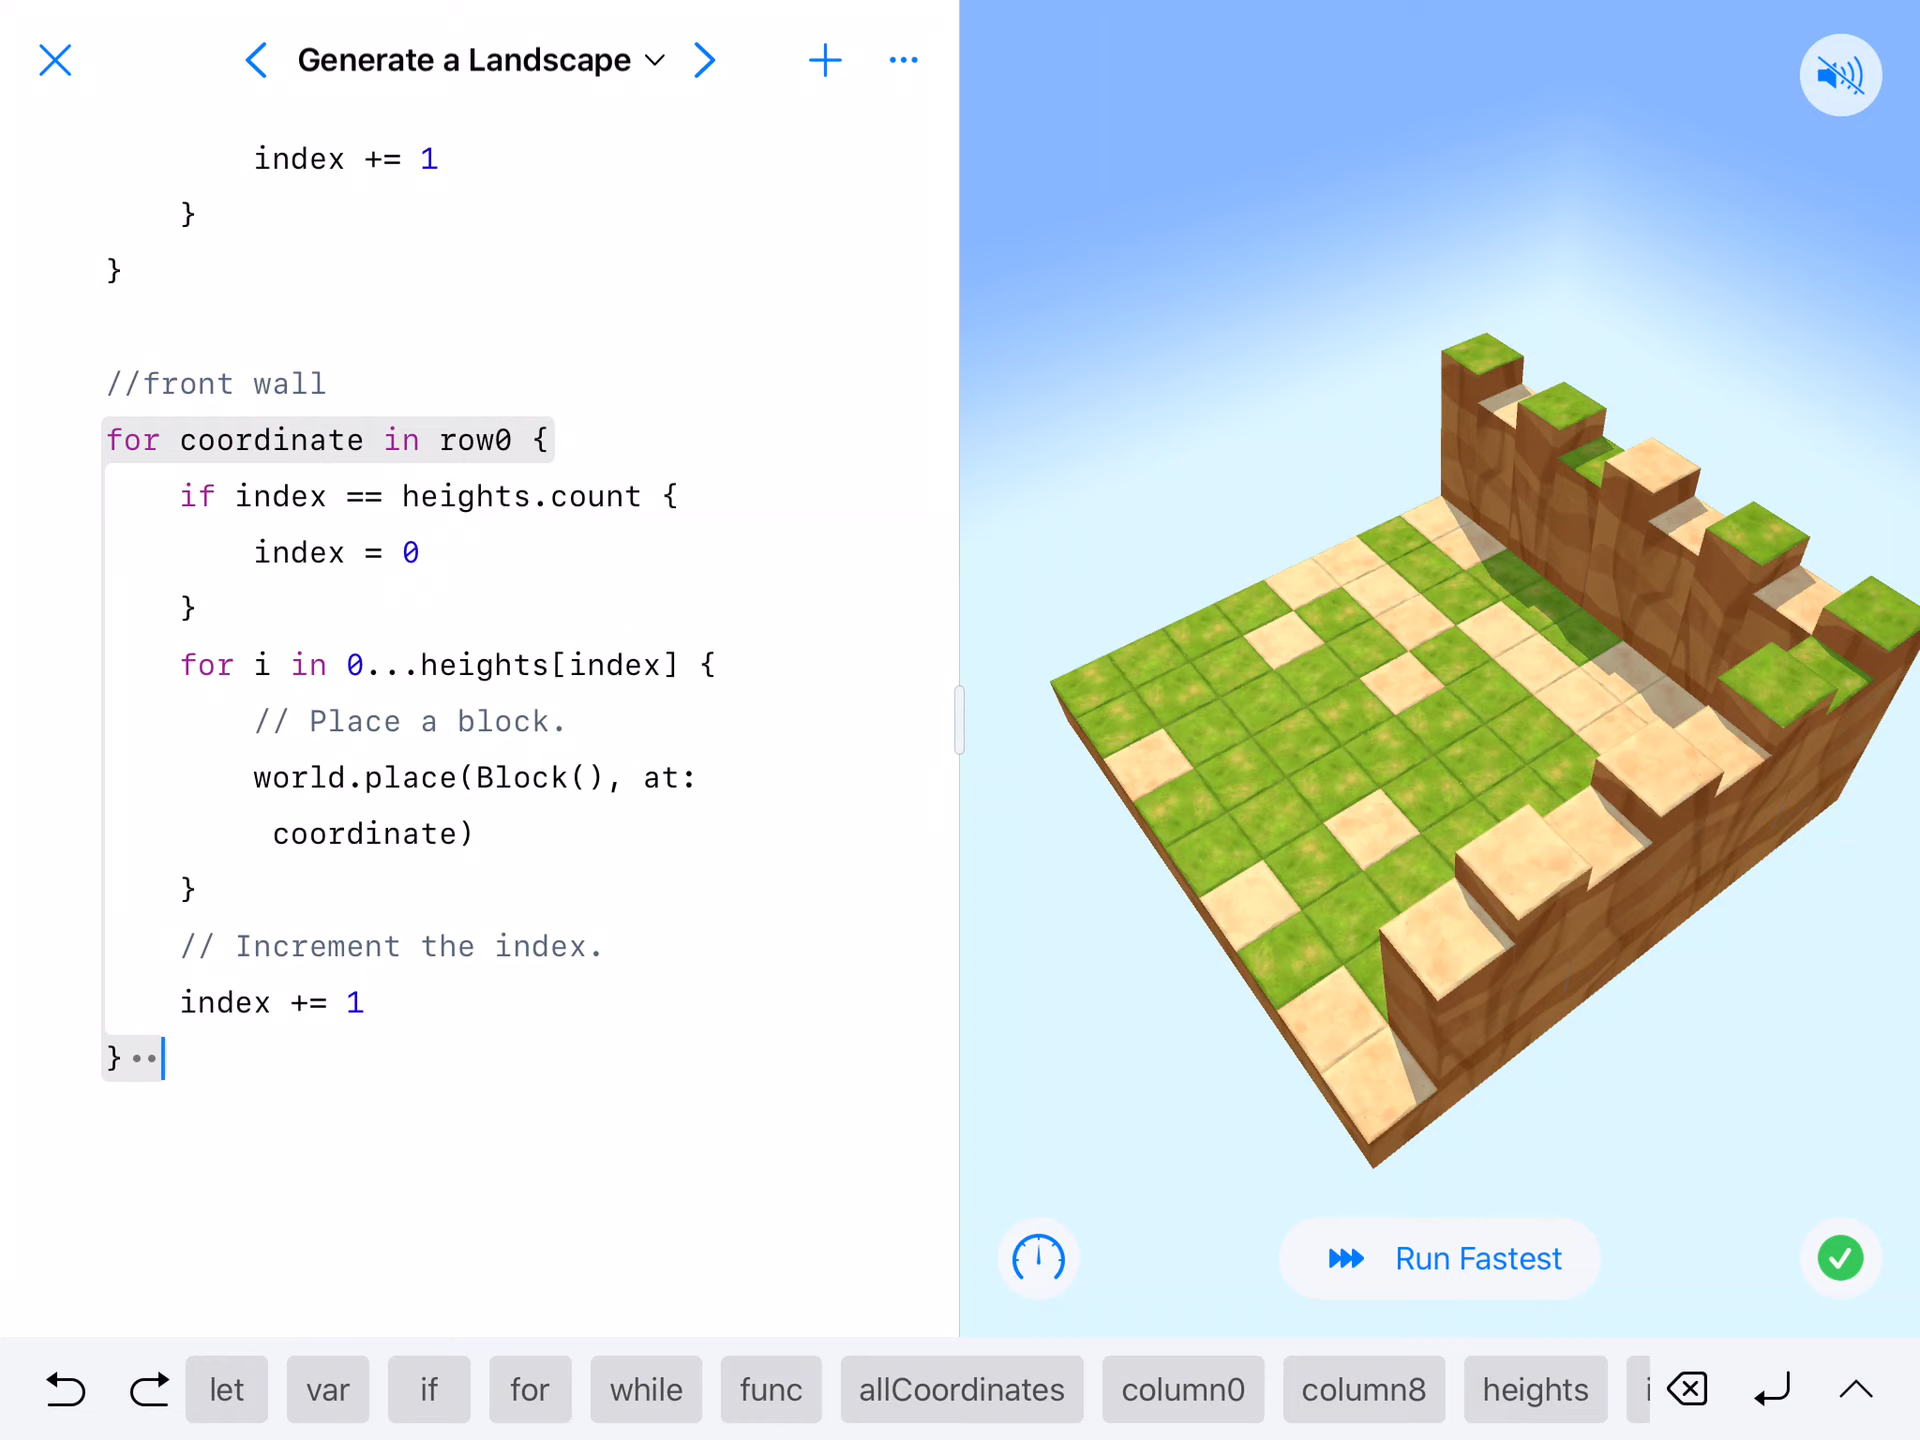 Generate a Landscape
index += 1
}
}
//front wall
for coordinate in row0 {
if index == heights.count {
index = 0
}
for i in 0...heights[index] {
// Place a block.
world.place(Block(), at:
coordinate)
}
// Increment the index.
index += 1
}
Run Fastest
let var if for while func allCoordinates column0 column8 heights